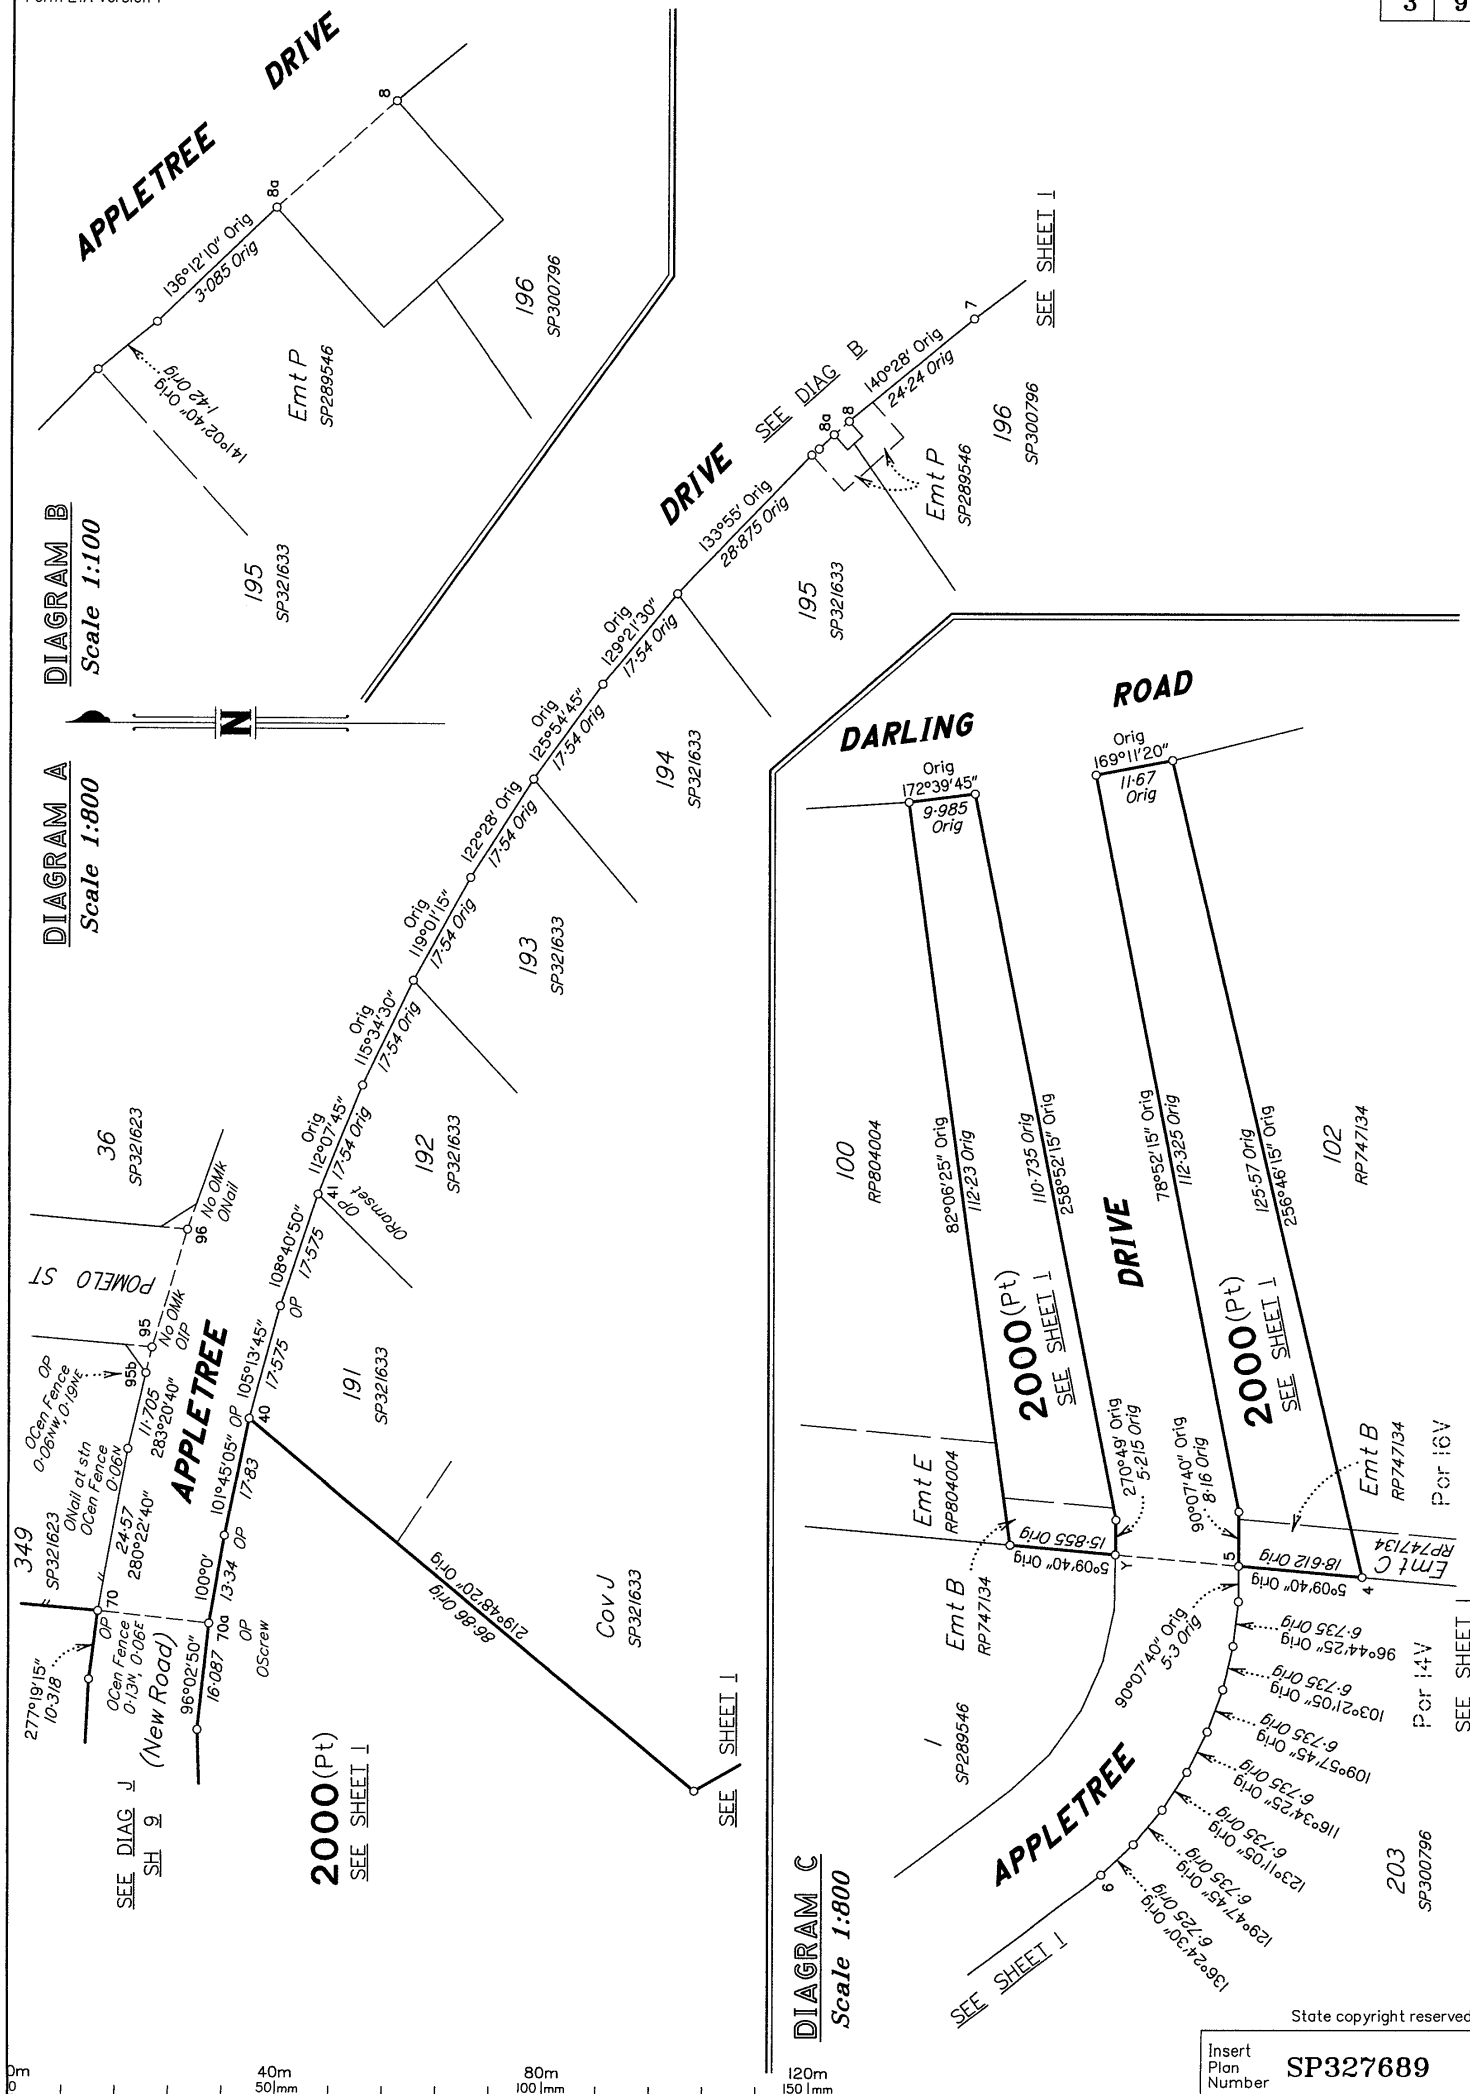 3 9
DIAGRAM B
Scale 1:100
APPLETREE DRIVE
8
8a
136°12'10" Orig
3·085 Orig
141°02'40" Orig
1·42 Orig
Emt P
SP289546
196
SP300796
195
SP321633
N
DIAGRAM A
Scale 1:800
36
SP321623
POMELO ST
349
SP321623
OP
OCen Fence
0·06NW, 0·19NE
ONail at stn
OCen Fence
0·06N
95b
95
No OMk
OIP
96
No OMk
ONail
11·705
283°20'40"
24·57
280°22'40"
277°19'15"
10·318
70
OP
OCen Fence
0·13N, 0·06E
(New Road)
SEE DIAG J
SH 9
APPLETREE
DRIVE
96°02'50"
16·087
70a
OP
OScrew
100°0'
13·34
OP
101°45'05"
17·83
OP
40
105°13'45"
17·575
OP
108°40'50"
17·575
41
OP
ORamset
112°07'45"
Orig
17·54 Orig
115°34'30"
Orig
17·54 Orig
119°01'15"
Orig
17·54 Orig
122°28' Orig
17·54 Orig
125°54'45"
Orig
17·54 Orig
129°21'30"
Orig
17·54 Orig
133°55' Orig
28·875 Orig
SEE DIAG B
8a
8
140°28' Orig
24·24 Orig
7
SEE SHEET 1
196
SP300796
Emt P
SP289546
195
SP321633
194
SP321633
193
SP321633
192
SP321633
191
SP321633
219°48'20" Orig
86·86 Orig
Cov J
SP321633
2000(Pt)
SEE SHEET 1
SEE SHEET 1
DIAGRAM C
Scale 1:800
DARLING ROAD
Orig
172°39'45"
9·985
Orig
Orig
169°11'20"
11·67
Orig
100
RP804004
82°06'25" Orig
112·23 Orig
110·735 Orig
258°52'15" Orig
78°52'15" Orig
112·325 Orig
125·57 Orig
256°46'15" Orig
102
RP747134
APPLETREE DRIVE
2000(Pt)
SEE SHEET 1
2000(Pt)
SEE SHEET 1
Emt E
RP804004
Emt B
RP747134
15·855 Orig
5°09'40" Orig
Y
270°49' Orig
5·215 Orig
90°07'40" Orig
8·16 Orig
5
18·612 Orig
5°09'40" Orig
4
Emt B
RP747134
Emt C
RP747134
Por 16V
Por 14V
SEE SHEET 1
1
SP289546
90°07'40" Orig
5·3 Orig
96°44'25" Orig
6·735 Orig
103°21'05" Orig
6·735 Orig
109°57'45" Orig
6·735 Orig
116°34'25" Orig
6·735 Orig
123°11'05" Orig
6·735 Orig
129°47'45" Orig
6·735 Orig
136°24'30" Orig
6·725 Orig
6
SEE SHEET 1
203
SP300796
State copyright reserved
Insert
Plan
Number
SP327689
0m 40m 80m 120m
0 50mm 100mm 150mm